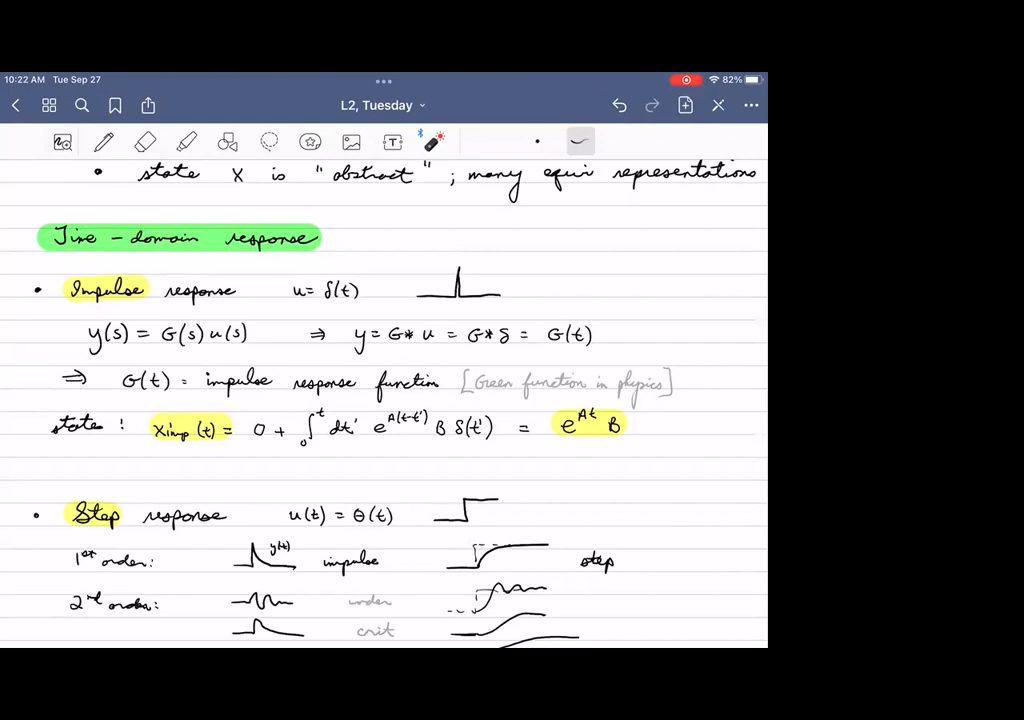 10:22 AM Tue Sep 27
82%
L2, Tuesday
• state x is "abstract" ; many equiv representations
Time - domain response
• Impulse response u = δ(t)
y(s) = G(s) u(s) ⇒ y = G * u = G * δ = G(t)
⇒ G(t) = impulse response function [Green function in physics]
state : x_imp(t) = 0 + ∫₀ᵗ dt' e^{A(t-t')} B δ(t') = e^{At} B
• Step response u(t) = θ(t)
1st order: y(t) impulse step
2nd order: under
crit